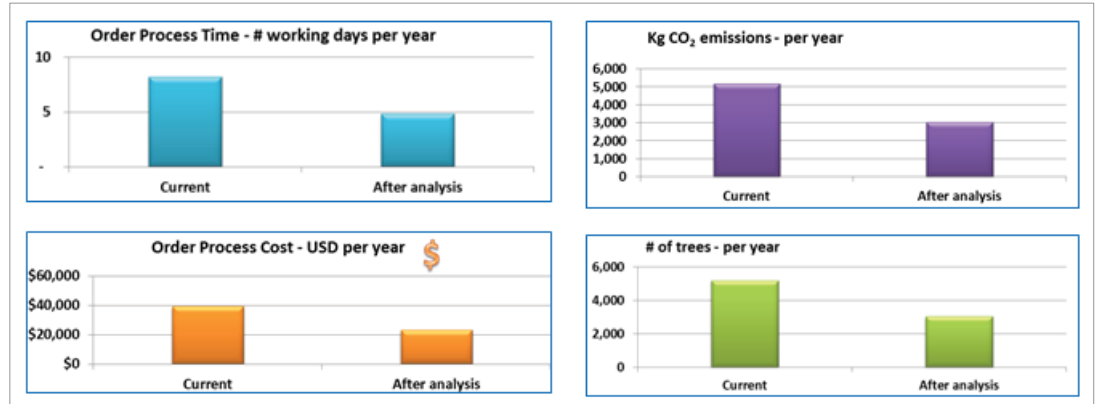 Order Process Time - # working days per year
10
5
-
Current After analysis
Kg CO₂ emissions - per year
6,000
5,000
4,000
3,000
2,000
1,000
0
Current After analysis
Order Process Cost - USD per year $
$60,000
$40,000
$20,000
$0
Current After analysis
# of trees - per year
6,000
4,000
2,000
0
Current After analysis